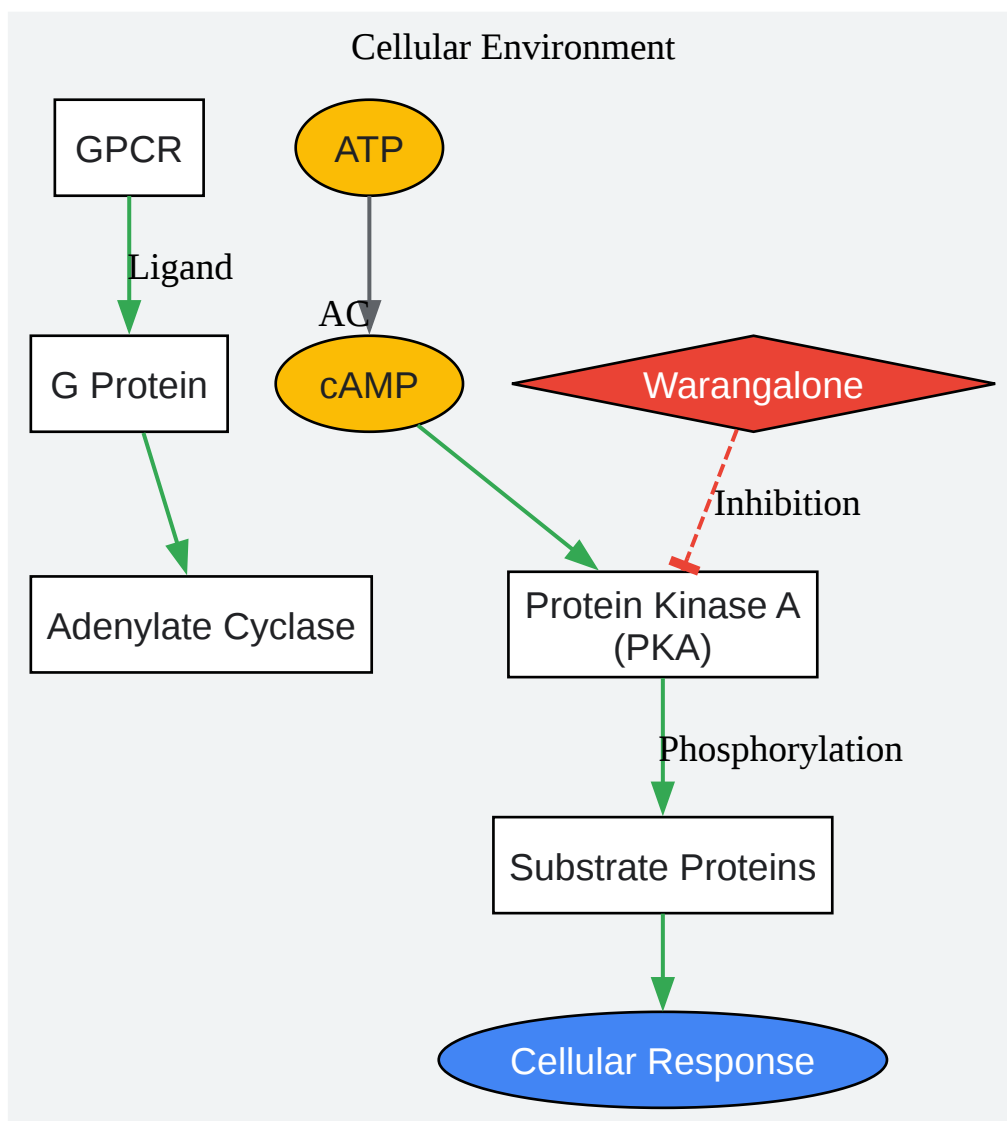 Cellular Environment
GPCR
ATP
Ligand
AC
G Protein
cAMP
Warangalone
Inhibition
Adenylate Cyclase
Protein Kinase A
(PKA)
Phosphorylation
Substrate Proteins
Cellular Response